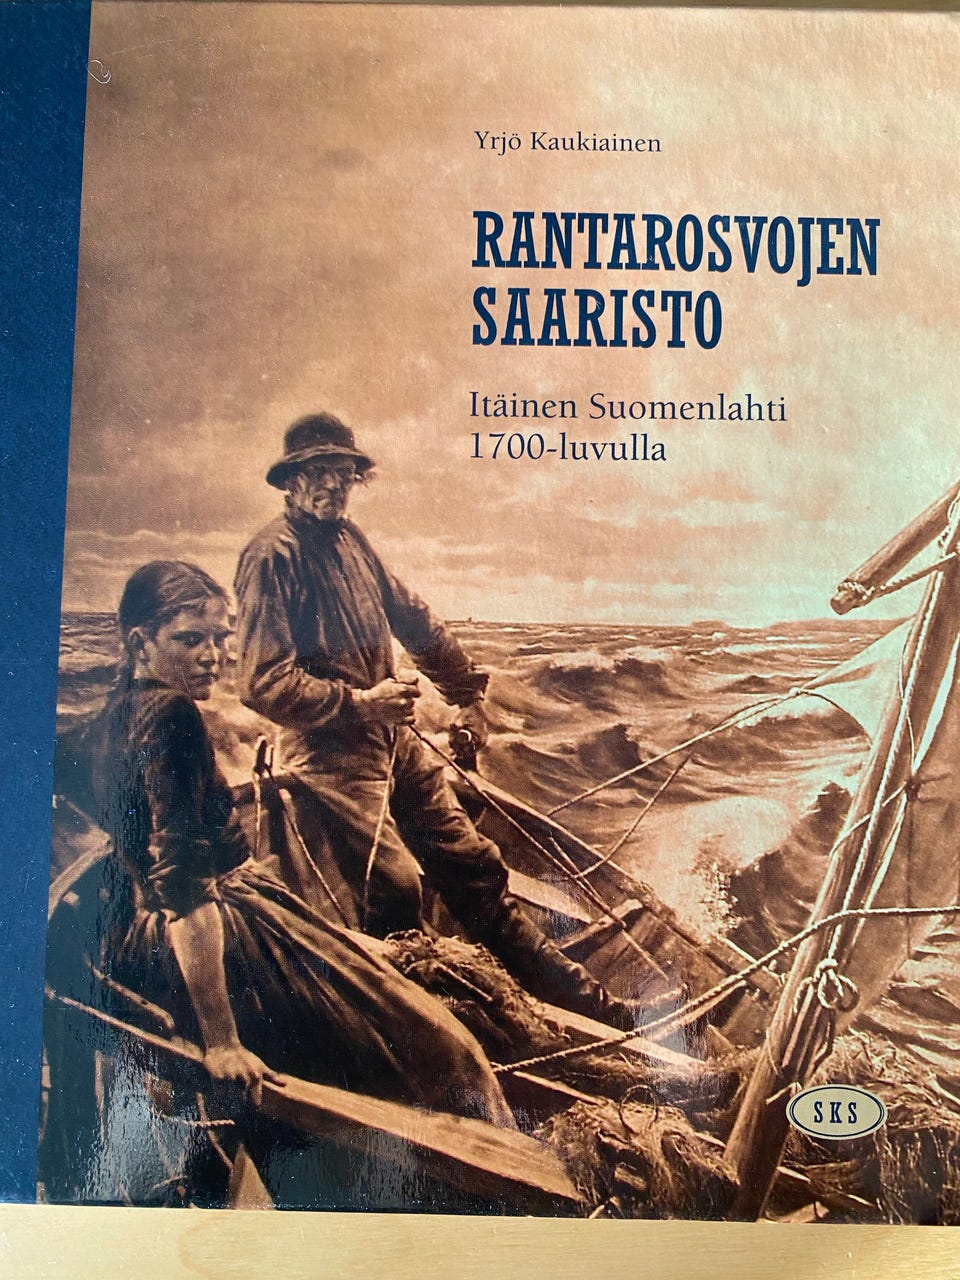 Yrjö Kaukiainen
RANTAROSVOJEN
SAARISTO
Itäinen Suomenlahti
1700-luvulla
SKS